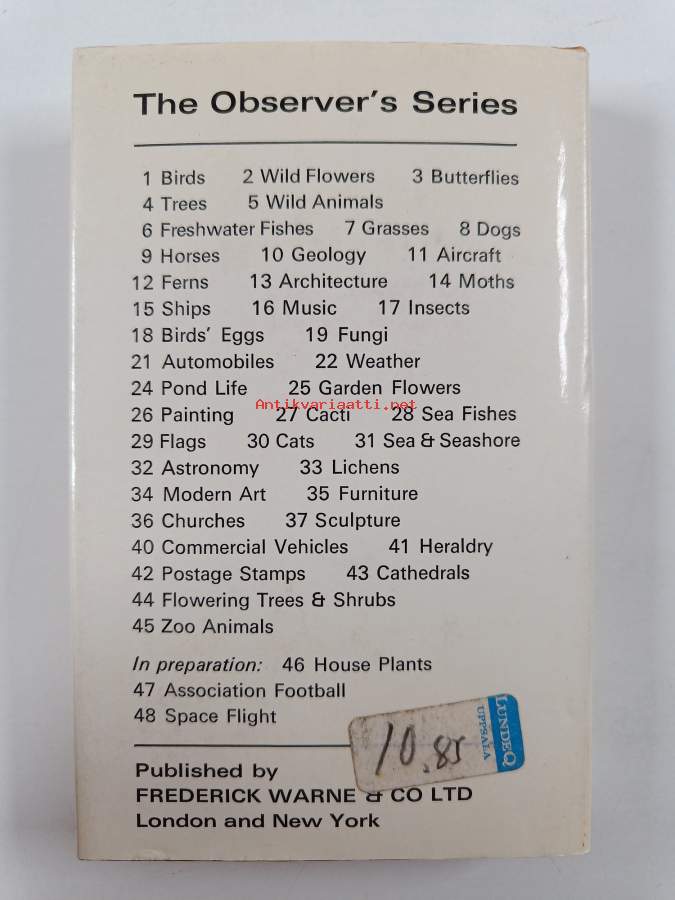 The Observer's Series
1 Birds 2 Wild Flowers 3 Butterflies
4 Trees 5 Wild Animals
6 Freshwater Fishes 7 Grasses 8 Dogs
9 Horses 10 Geology 11 Aircraft
12 Ferns 13 Architecture 14 Moths
15 Ships 16 Music 17 Insects
18 Birds' Eggs 19 Fungi
21 Automobiles 22 Weather
24 Pond Life 25 Garden Flowers
Antikvariaatti.net
26 Painting 27 Cacti 28 Sea Fishes
29 Flags 30 Cats 31 Sea & Seashore
32 Astronomy 33 Lichens
34 Modern Art 35 Furniture
36 Churches 37 Sculpture
40 Commercial Vehicles 41 Heraldry
42 Postage Stamps 43 Cathedrals
44 Flowering Trees & Shrubs
45 Zoo Animals
In preparation: 46 House Plants
47 Association Football
48 Space Flight
10.85
LUNDEQ
UPPSALA
Published by
FREDERICK WARNE & CO LTD
London and New York